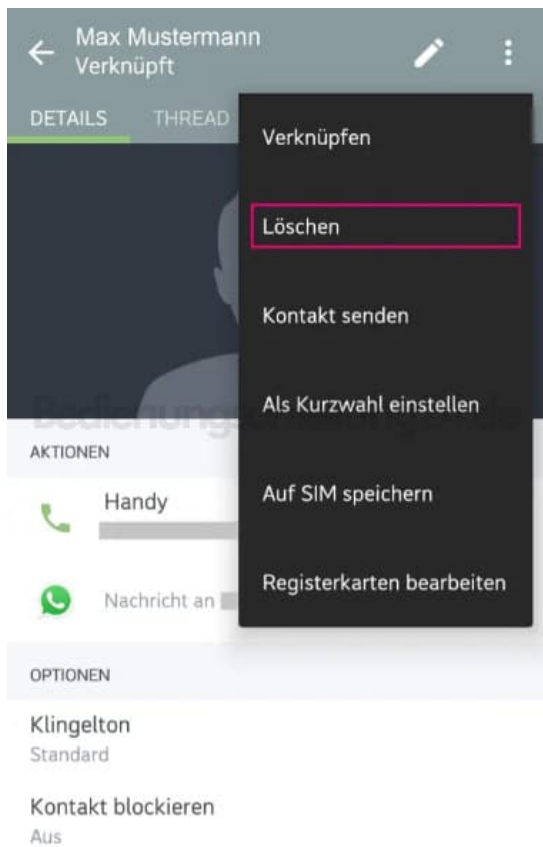 Max Mustermann
Verknüpft
DETAILS THREAD
Verknüpfen
Löschen
Kontakt senden
Als Kurzwahl einstellen
Auf SIM speichern
Registerkarten bearbeiten
AKTIONEN
Handy
Nachricht an
OPTIONEN
Klingelton
Standard
Kontakt blockieren
Aus